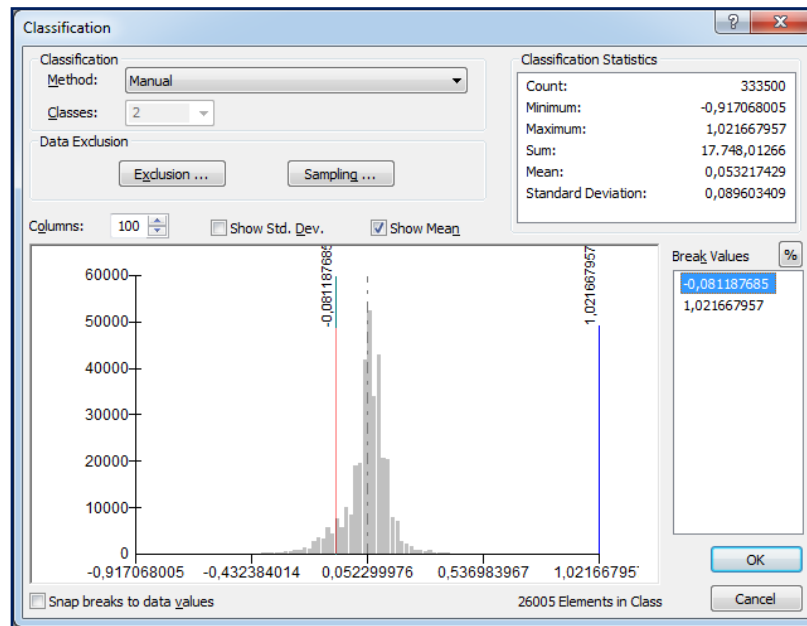 Classification
Classification
Method: Manual
Classes: 2
Data Exclusion
Exclusion ... Sampling ...
Classification Statistics
Count: 333500
Minimum: -0,917068005
Maximum: 1,021667957
Sum: 17.748,01266
Mean: 0,053217429
Standard Deviation: 0,089603409
Columns: 100 Show Std. Dev. Show Mean
Break Values %
-0,081187685
1,021667957
-0,081187685
1,021667957
60000
50000
40000
30000
20000
10000
0
-0,917068005 -0,432384014 0,052299976 0,536983967 1,02166795
Snap breaks to data values
26005 Elements in Class
OK
Cancel